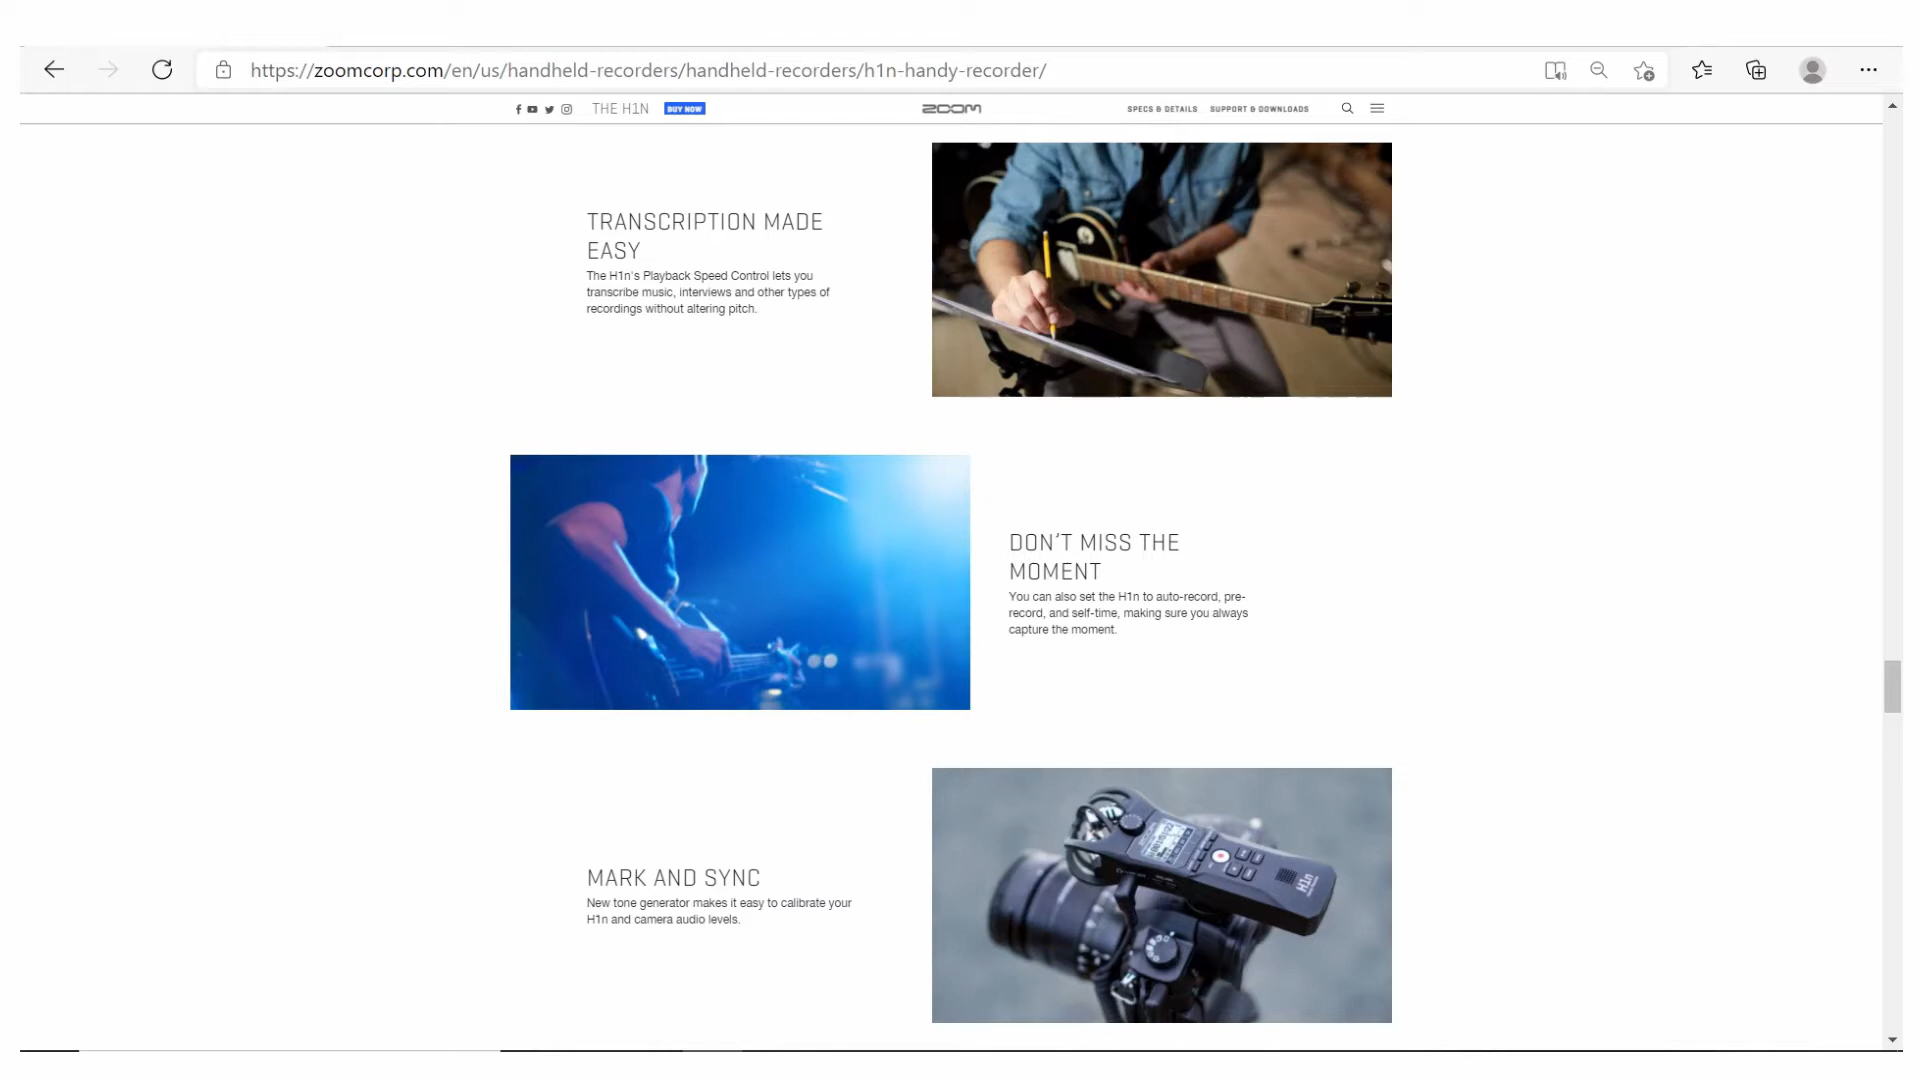 https://zoomcorp.com/en/us/handheld-recorders/handheld-recorders/h1n-handy-recorder/
THE H1N BUY NOW ZOOM SPECS & DETAILS SUPPORT & DOWNLOADS
TRANSCRIPTION MADE
EASY
The H1n's Playback Speed Control lets you
transcribe music, interviews and other types of
recordings without altering pitch.
DON'T MISS THE
MOMENT
You can also set the H1n to auto-record, pre-
record, and self-time, making sure you always
capture the moment.
MARK AND SYNC
New tone generator makes it easy to calibrate your
H1n and camera audio levels.
H1n